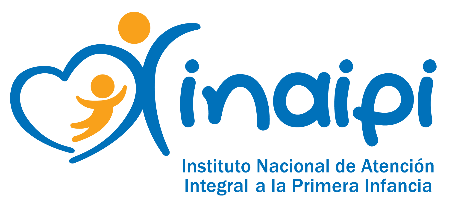 inaipi
Instituto Nacional de Atención
Integral a la Primera Infancia